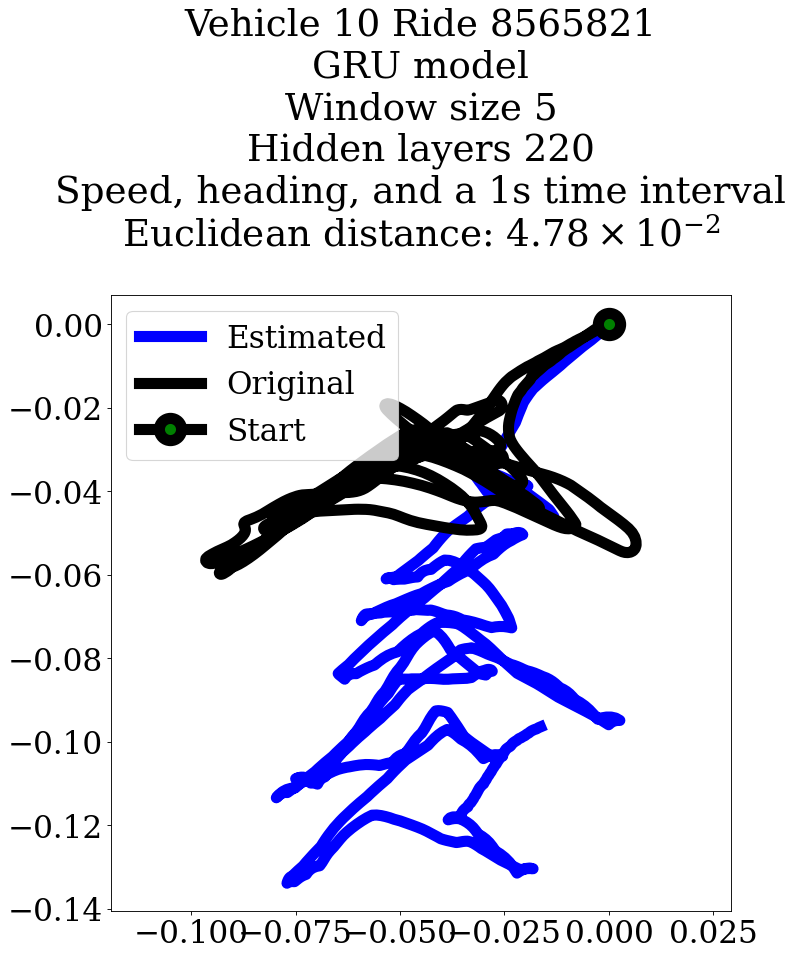 Vehicle 10 Ride 8565821
GRU model
Window size 5
Hidden layers 220
Speed, heading, and a 1s time interval
Euclidean distance: 4.78 × 10⁻²
Estimated
Original
Start
0.00
−0.02
−0.04
−0.06
−0.08
−0.10
−0.12
−0.14
−0.100 −0.075 −0.050 −0.025 0.000 0.025